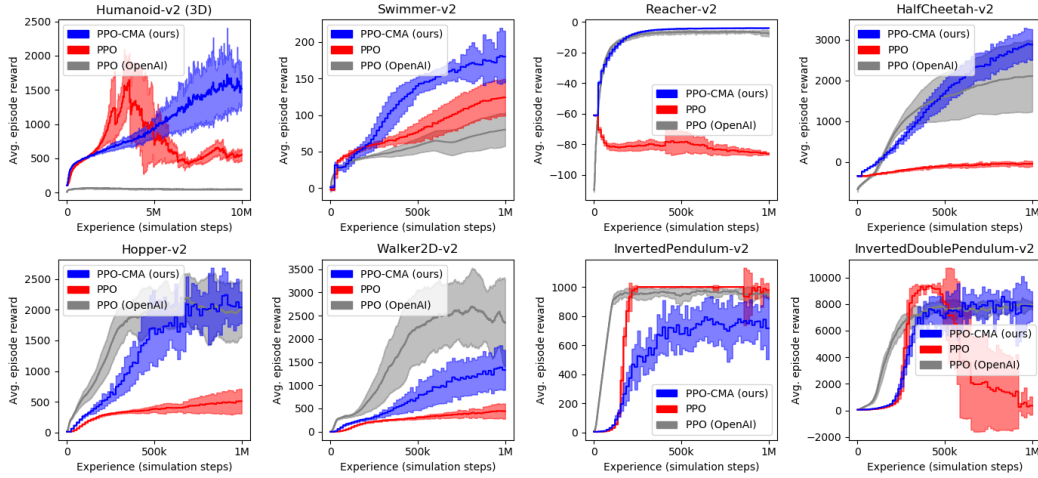 Humanoid-v2 (3D)
2500
2000
1500
1000
500
0
Avg. episode reward
PPO-CMA (ours)
PPO
PPO (OpenAI)
0
5M
10M
Experience (simulation steps)
Swimmer-v2
200
150
100
50
0
Avg. episode reward
PPO-CMA (ours)
PPO
PPO (OpenAI)
0
500k
1M
Experience (simulation steps)
Reacher-v2
0
−20
−40
−60
−80
−100
Avg. episode reward
PPO-CMA (ours)
PPO
PPO (OpenAI)
0
500k
1M
Experience (simulation steps)
HalfCheetah-v2
3000
2000
1000
0
Avg. episode reward
PPO-CMA (ours)
PPO
PPO (OpenAI)
0
500k
1M
Experience (simulation steps)
Hopper-v2
2500
2000
1500
1000
500
0
Avg. episode reward
PPO-CMA (ours)
PPO
PPO (OpenAI)
0
500k
1M
Experience (simulation steps)
Walker2D-v2
3500
3000
2500
2000
1500
1000
500
0
Avg. episode reward
PPO-CMA (ours)
PPO
PPO (OpenAI)
0
500k
1M
Experience (simulation steps)
InvertedPendulum-v2
1000
800
600
400
200
0
Avg. episode reward
PPO-CMA (ours)
PPO
PPO (OpenAI)
0
500k
1M
Experience (simulation steps)
InvertedDoublePendulum-v2
10000
8000
6000
4000
2000
0
−2000
Avg. episode reward
PPO-CMA (ours)
PPO
PPO (OpenAI)
0
500k
1M
Experience (simulation steps)